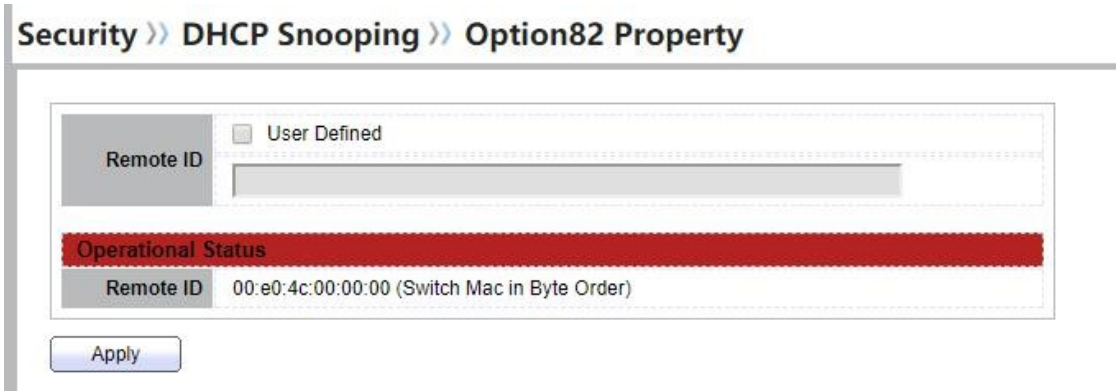 Security >> DHCP Snooping >> Option82 Property
User Defined
Remote ID
Operational Status
Remote ID 00:e0:4c:00:00:00 (Switch Mac in Byte Order)
Apply